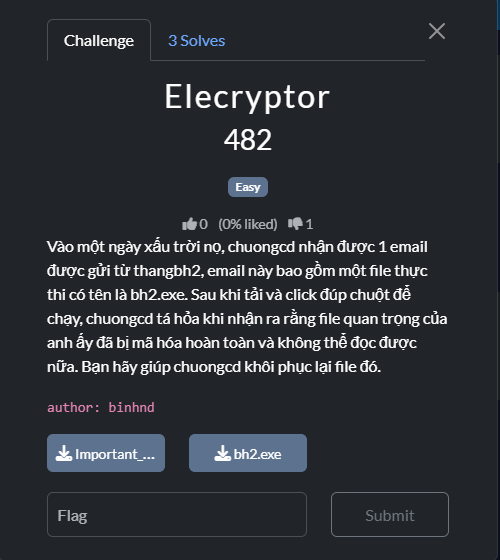 Challenge
3 Solves
Elecryptor
482
Easy
0 (0% liked) 1
Vào một ngày xấu trời nọ, chuongcd nhận được 1 email
được gửi từ thangbh2, email này bao gồm một file thực
thi có tên là bh2.exe. Sau khi tải và click đúp chuột để
chạy, chuongcd tá hỏa khi nhận ra rằng file quan trọng của
anh ấy đã bị mã hóa hoàn toàn và không thể đọc được
nữa. Bạn hãy giúp chuongcd khôi phục lại file đó.
author: binhnd
Important_... bh2.exe
Flag Submit